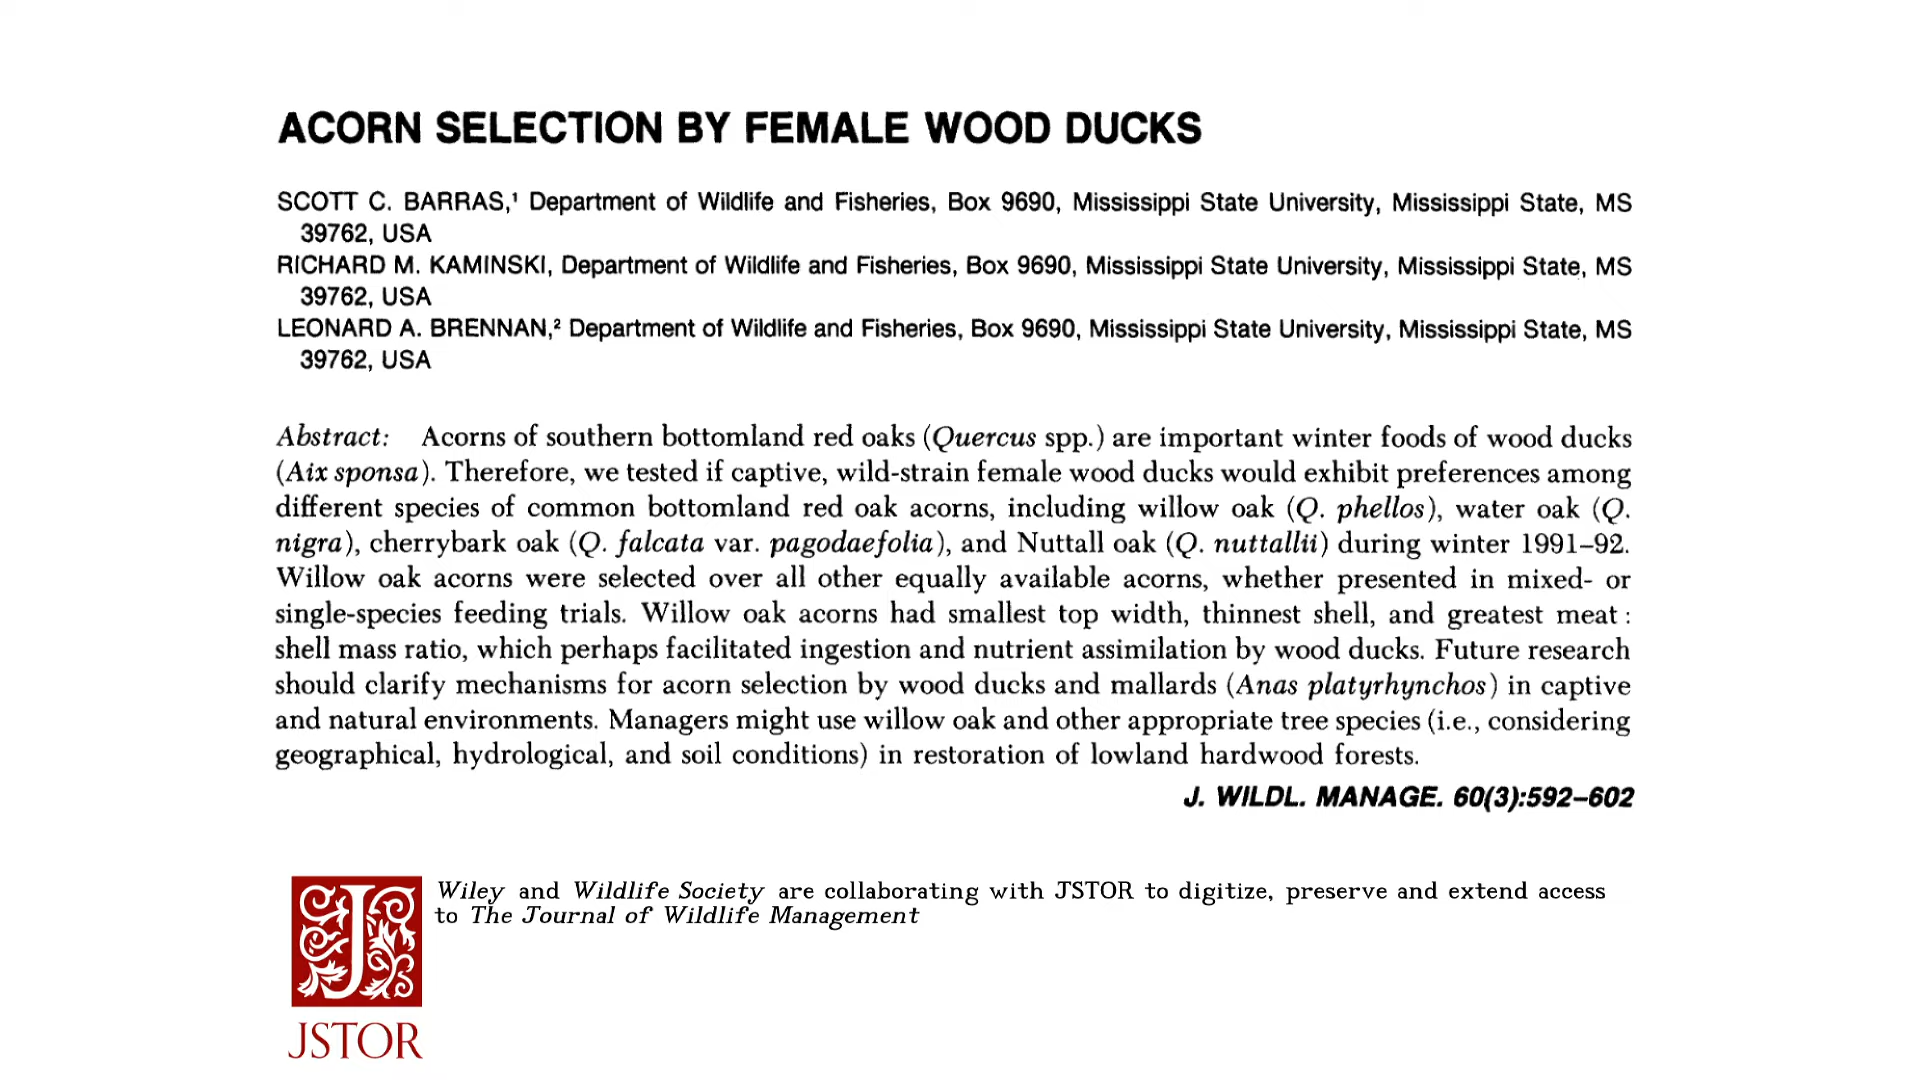 ACORN SELECTION BY FEMALE WOOD DUCKS
SCOTT C. BARRAS,¹ Department of Wildlife and Fisheries, Box 9690, Mississippi State University, Mississippi State, MS
39762, USA
RICHARD M. KAMINSKI, Department of Wildlife and Fisheries, Box 9690, Mississippi State University, Mississippi State, MS
39762, USA
LEONARD A. BRENNAN,² Department of Wildlife and Fisheries, Box 9690, Mississippi State University, Mississippi State, MS
39762, USA
Abstract: Acorns of southern bottomland red oaks (Quercus spp.) are important winter foods of wood ducks
(Aix sponsa). Therefore, we tested if captive, wild-strain female wood ducks would exhibit preferences among
different species of common bottomland red oak acorns, including willow oak (Q. phellos), water oak (Q.
nigra), cherrybark oak (Q. falcata var. pagodaefolia), and Nuttall oak (Q. nuttallii) during winter 1991–92.
Willow oak acorns were selected over all other equally available acorns, whether presented in mixed- or
single-species feeding trials. Willow oak acorns had smallest top width, thinnest shell, and greatest meat :
shell mass ratio, which perhaps facilitated ingestion and nutrient assimilation by wood ducks. Future research
should clarify mechanisms for acorn selection by wood ducks and mallards (Anas platyrhynchos) in captive
and natural environments. Managers might use willow oak and other appropriate tree species (i.e., considering
geographical, hydrological, and soil conditions) in restoration of lowland hardwood forests.
J. WILDL. MANAGE. 60(3):592–602
Wiley and Wildlife Society are collaborating with JSTOR to digitize, preserve and extend access
to The Journal of Wildlife Management
J
JSTOR